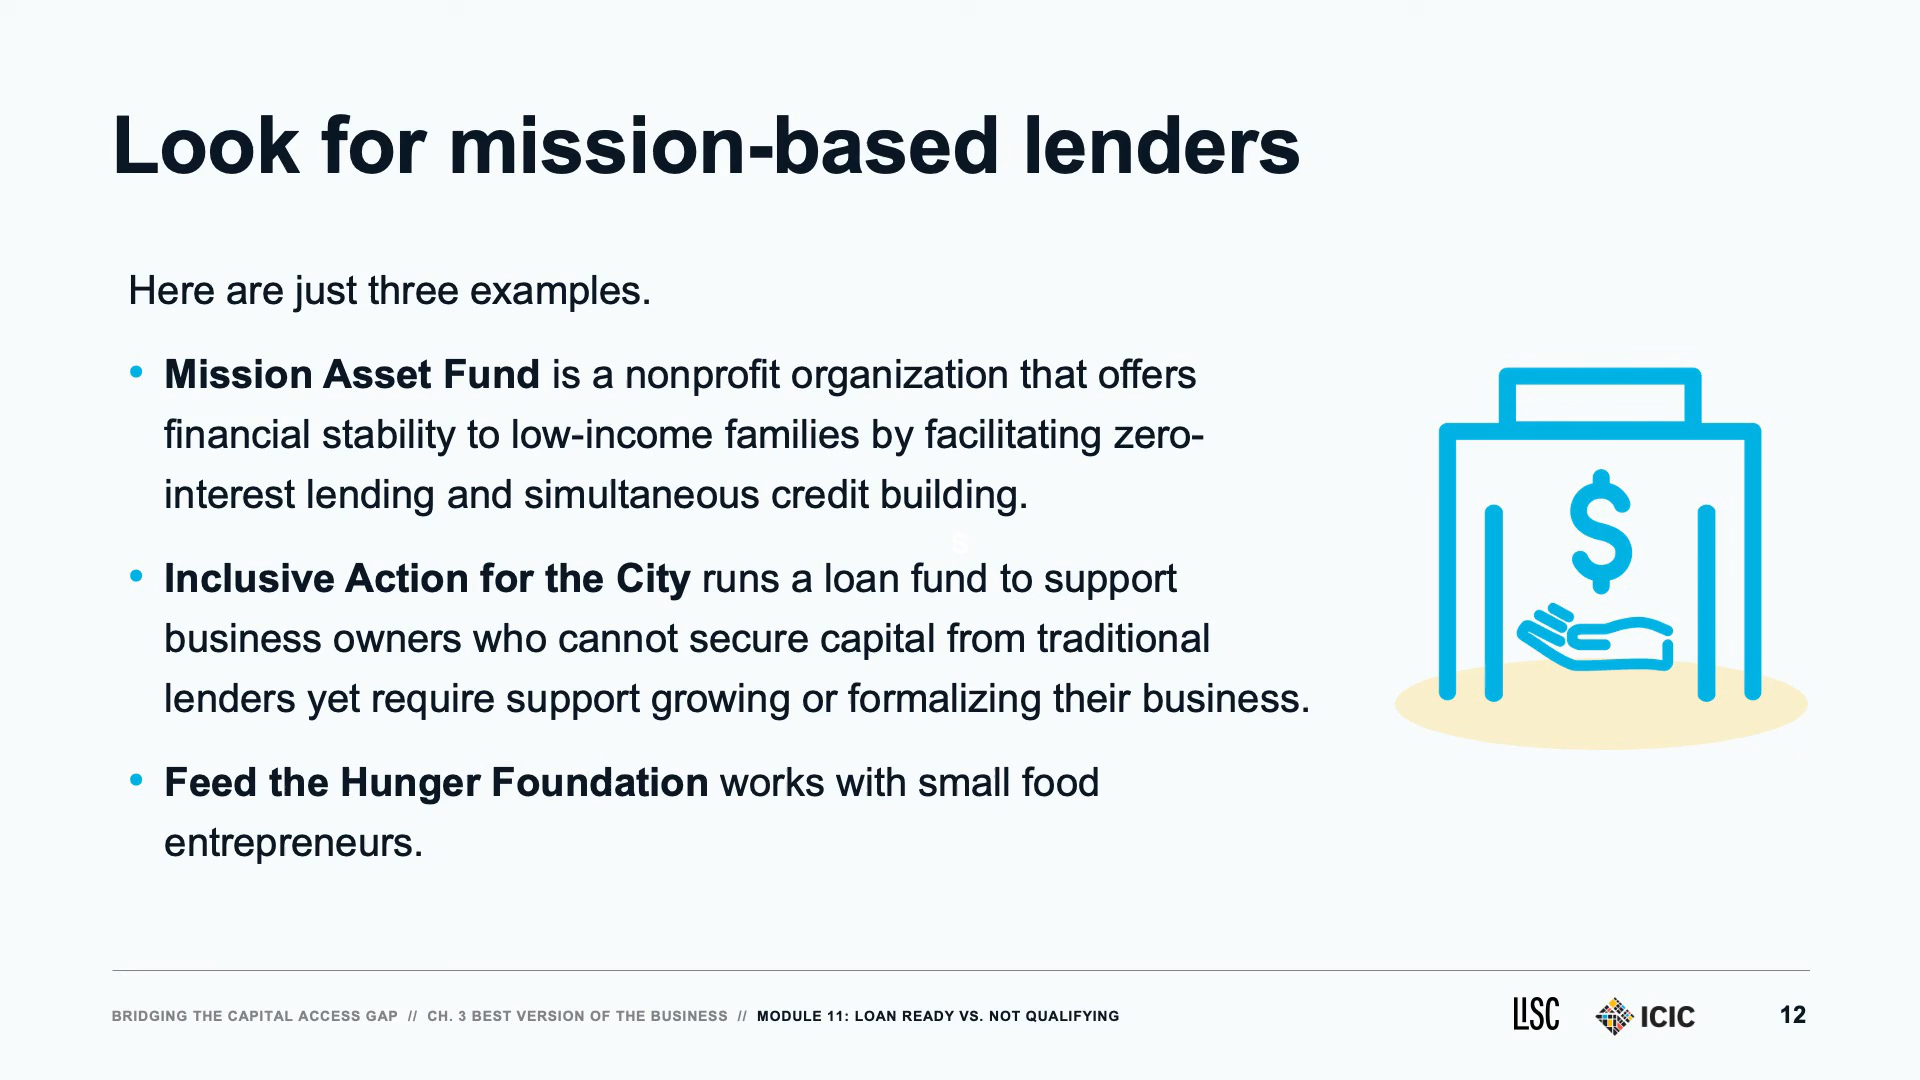 Look for mission-based lenders
Here are just three examples.
• Mission Asset Fund is a nonprofit organization that offers
financial stability to low-income families by facilitating zero-
interest lending and simultaneous credit building.
s
• Inclusive Action for the City runs a loan fund to support
business owners who cannot secure capital from traditional
lenders yet require support growing or formalizing their business.
• Feed the Hunger Foundation works with small food
entrepreneurs.
$
BRIDGING THE CAPITAL ACCESS GAP // CH. 3 BEST VERSION OF THE BUSINESS // MODULE 11: LOAN READY VS. NOT QUALIFYING
LISC ICIC 12